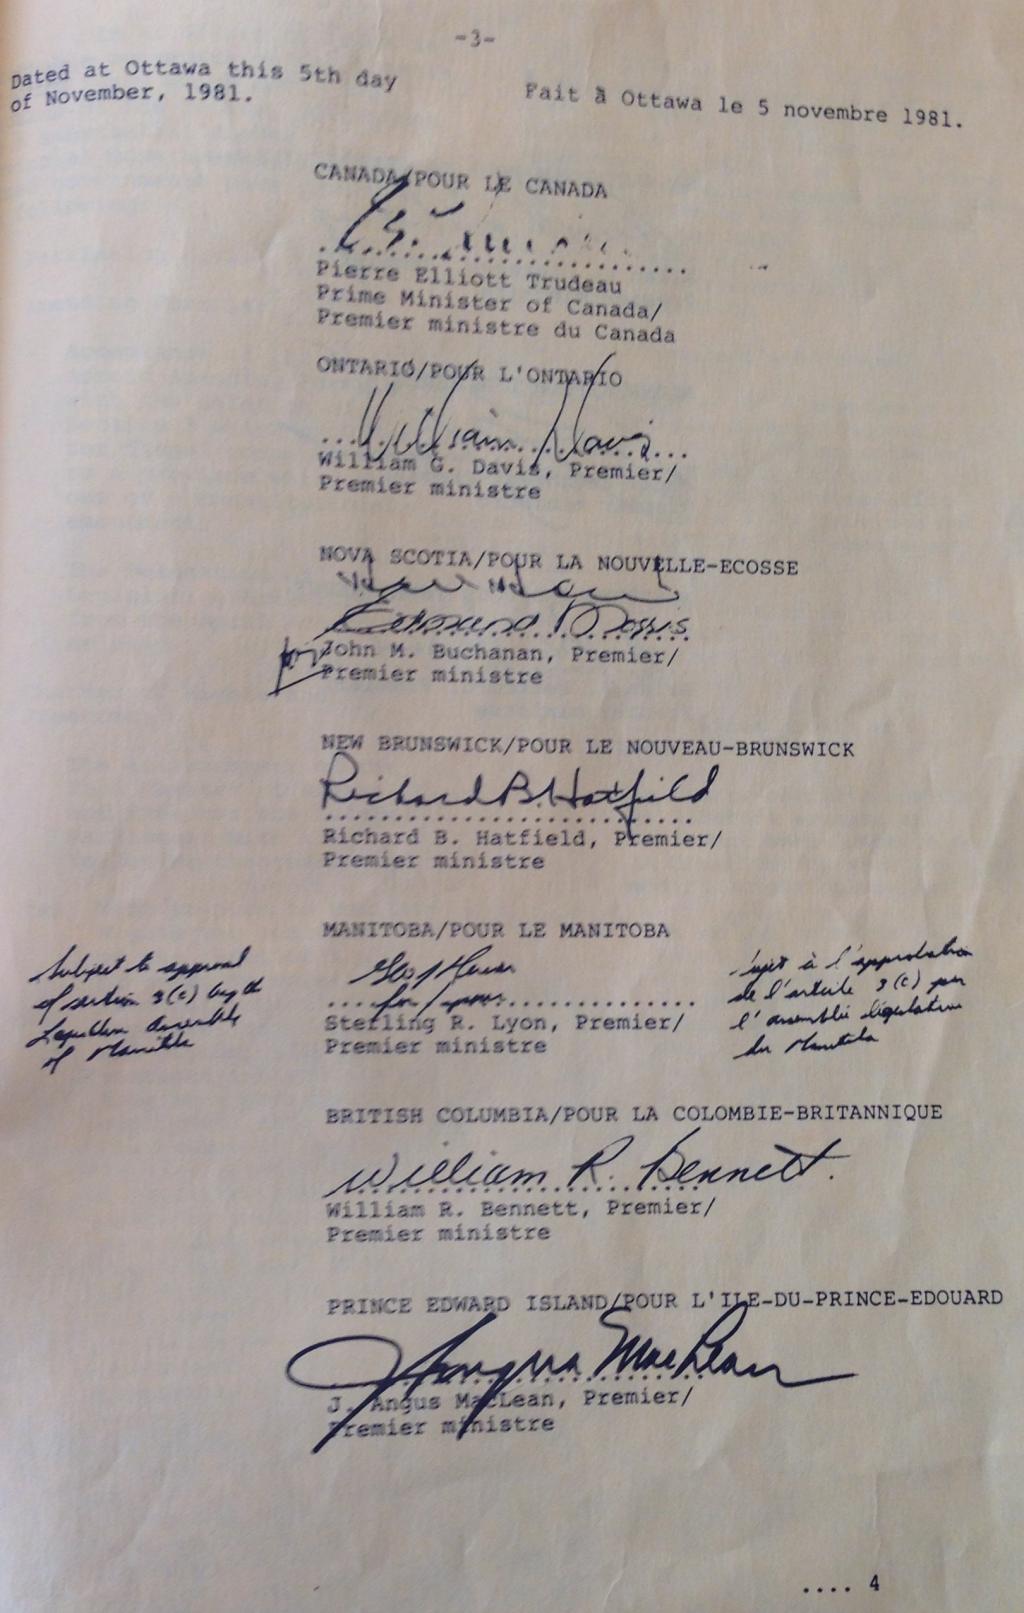 -3-
Dated at Ottawa this 5th day
of November, 1981.
Fait à Ottawa le 5 novembre 1981.
CANADA/POUR LE CANADA
Pierre Elliott Trudeau
Prime Minister of Canada/
Premier ministre du Canada
ONTARIO/POUR L'ONTARIO
William Davis
William G. Davis, Premier/
Premier ministre
NOVA SCOTIA/POUR LA NOUVELLE-ECOSSE
Edmund Morris
for John M. Buchanan, Premier/
Premier ministre
NEW BRUNSWICK/POUR LE NOUVEAU-BRUNSWICK
Richard B. Hatfield
Richard B. Hatfield, Premier/
Premier ministre
MANITOBA/POUR LE MANITOBA
Subject to approval
of section 3(c) by the
Legislative Assembly
of Manitoba
for
Sterling R. Lyon, Premier/
Premier ministre
Sujet à l'approbation
de l'article 3(c) par
l'assemblée législative
du Manitoba
BRITISH COLUMBIA/POUR LA COLOMBIE-BRITANNIQUE
William R. Bennett.
William R. Bennett, Premier/
Premier ministre
PRINCE EDWARD ISLAND/POUR L'ILE-DU-PRINCE-EDOUARD
J Angus MacLean
J. Angus MacLean, Premier/
Premier ministre
.... 4